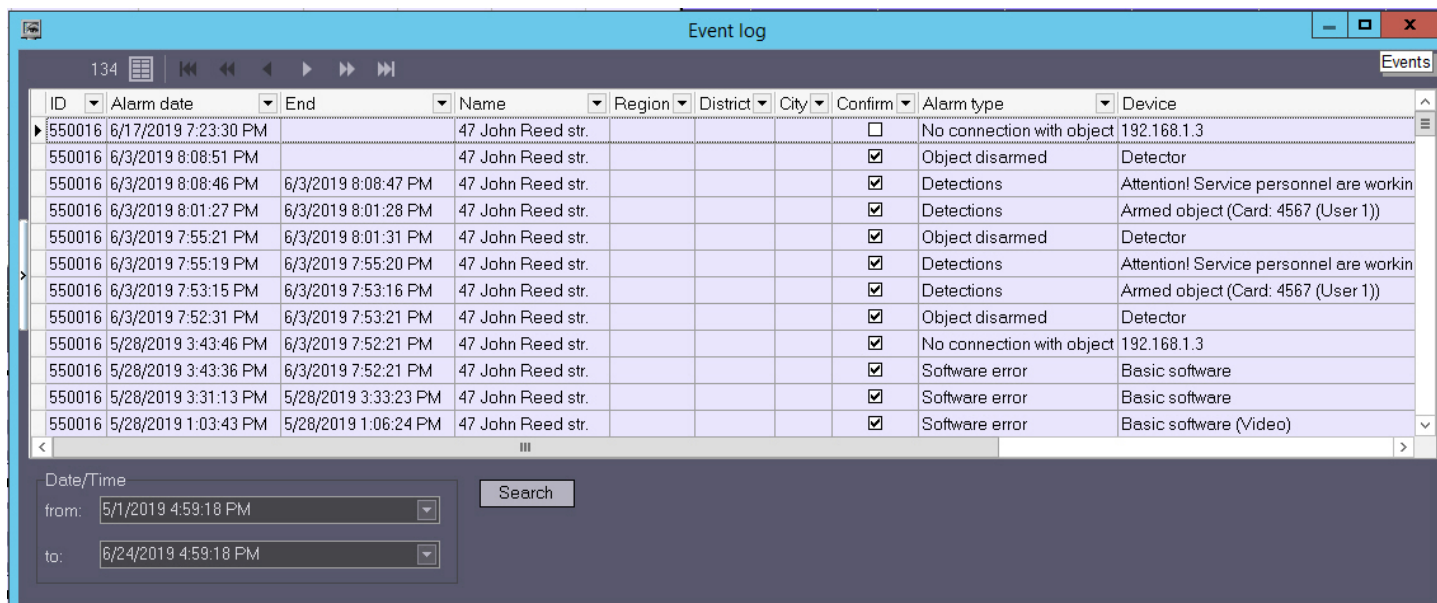 Event log
134
Events
ID Alarm date End Name Region District City Confirm Alarm type Device
550016 6/17/2019 7:23:30 PM 47 John Reed str. No connection with object 192.168.1.3
550016 6/3/2019 8:08:51 PM 47 John Reed str. Object disarmed Detector
550016 6/3/2019 8:08:46 PM 6/3/2019 8:08:47 PM 47 John Reed str. Detections Attention! Service personnel are workin
550016 6/3/2019 8:01:27 PM 6/3/2019 8:01:28 PM 47 John Reed str. Detections Armed object (Card: 4567 (User 1))
550016 6/3/2019 7:55:21 PM 6/3/2019 8:01:31 PM 47 John Reed str. Object disarmed Detector
550016 6/3/2019 7:55:19 PM 6/3/2019 7:55:20 PM 47 John Reed str. Detections Attention! Service personnel are workin
550016 6/3/2019 7:53:15 PM 6/3/2019 7:53:16 PM 47 John Reed str. Detections Armed object (Card: 4567 (User 1))
550016 6/3/2019 7:52:31 PM 6/3/2019 7:53:21 PM 47 John Reed str. Object disarmed Detector
550016 5/28/2019 3:43:46 PM 6/3/2019 7:52:21 PM 47 John Reed str. No connection with object 192.168.1.3
550016 5/28/2019 3:43:36 PM 6/3/2019 7:52:21 PM 47 John Reed str. Software error Basic software
550016 5/28/2019 3:31:13 PM 5/28/2019 3:33:23 PM 47 John Reed str. Software error Basic software
550016 5/28/2019 1:03:43 PM 5/28/2019 1:06:24 PM 47 John Reed str. Software error Basic software (Video)
Date/Time
from: 5/1/2019 4:59:18 PM
Search
to: 6/24/2019 4:59:18 PM